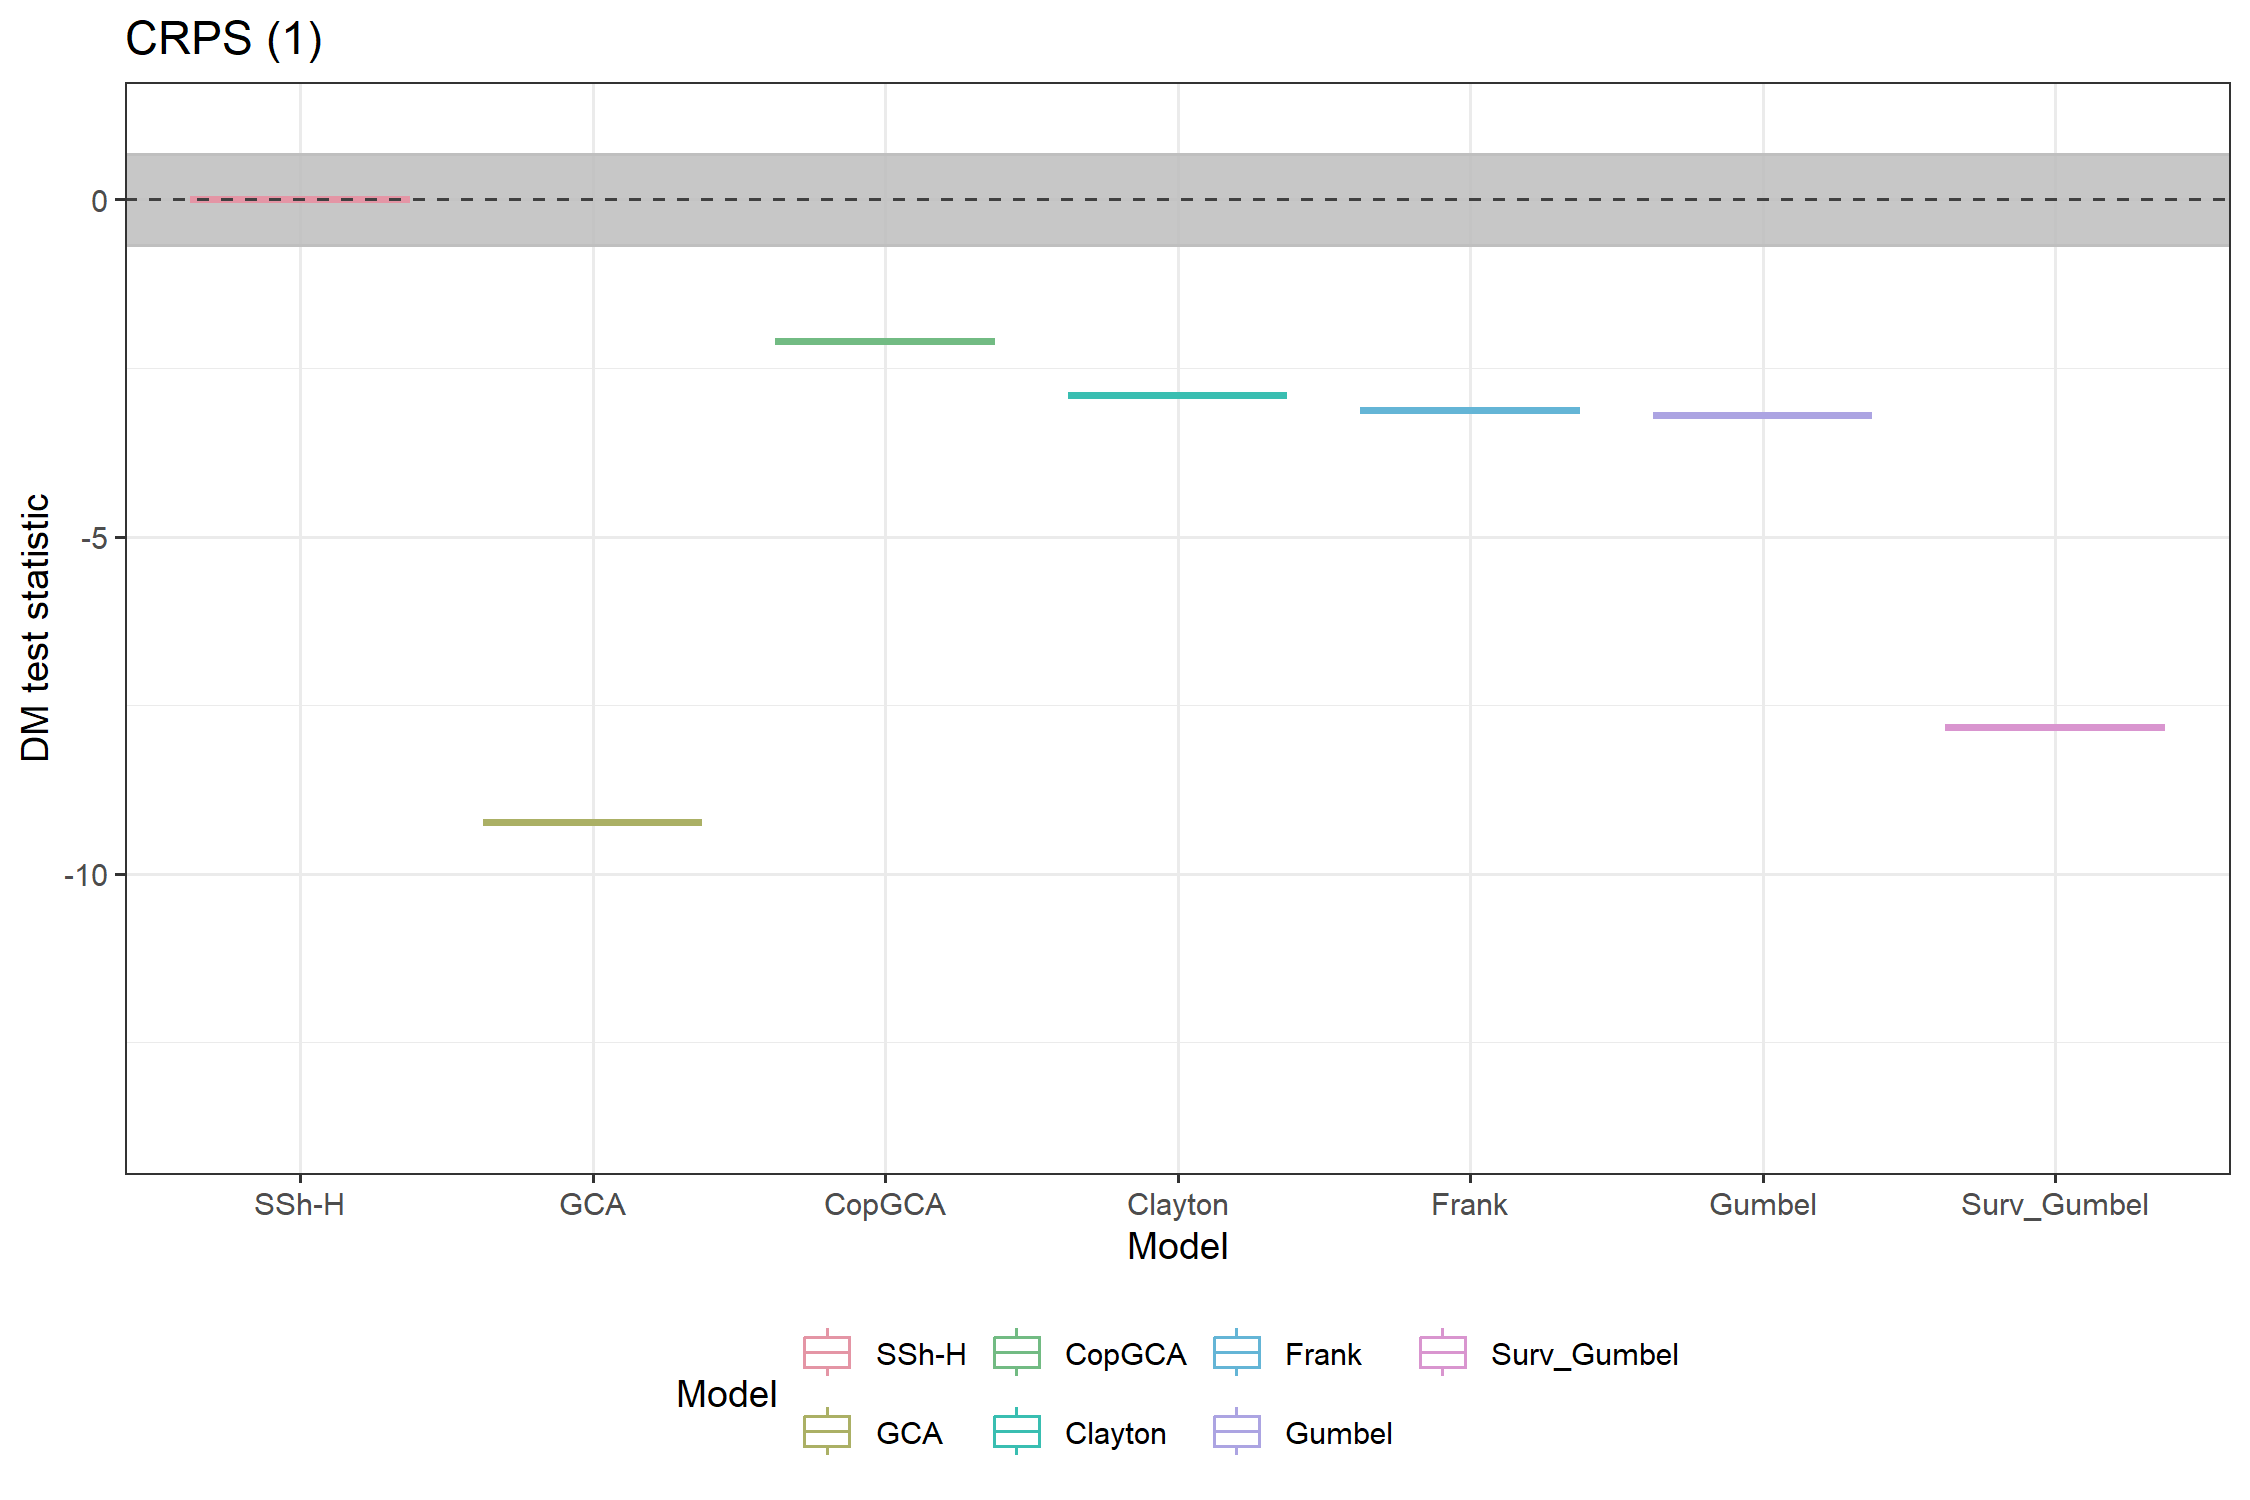 CRPS (1)
0
-5
-10
DM test statistic
SSh-H GCA CopGCA Clayton Frank Gumbel Surv_Gumbel
Model
Model
SSh-H CopGCA Frank Surv_Gumbel
GCA Clayton Gumbel